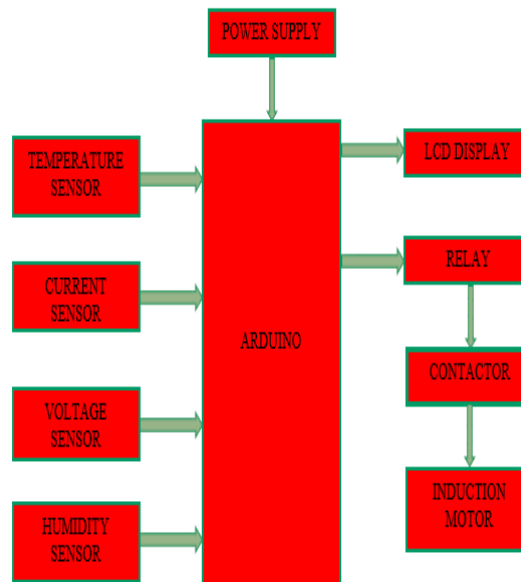 POWER SUPPLY
TEMPERATURE
SENSOR
LCD DISPLAY
CURRENT
SENSOR
RELAY
ARDUINO
CONTACTOR
VOLTAGE
SENSOR
INDUCTION
MOTOR
HUMIDITY
SENSOR